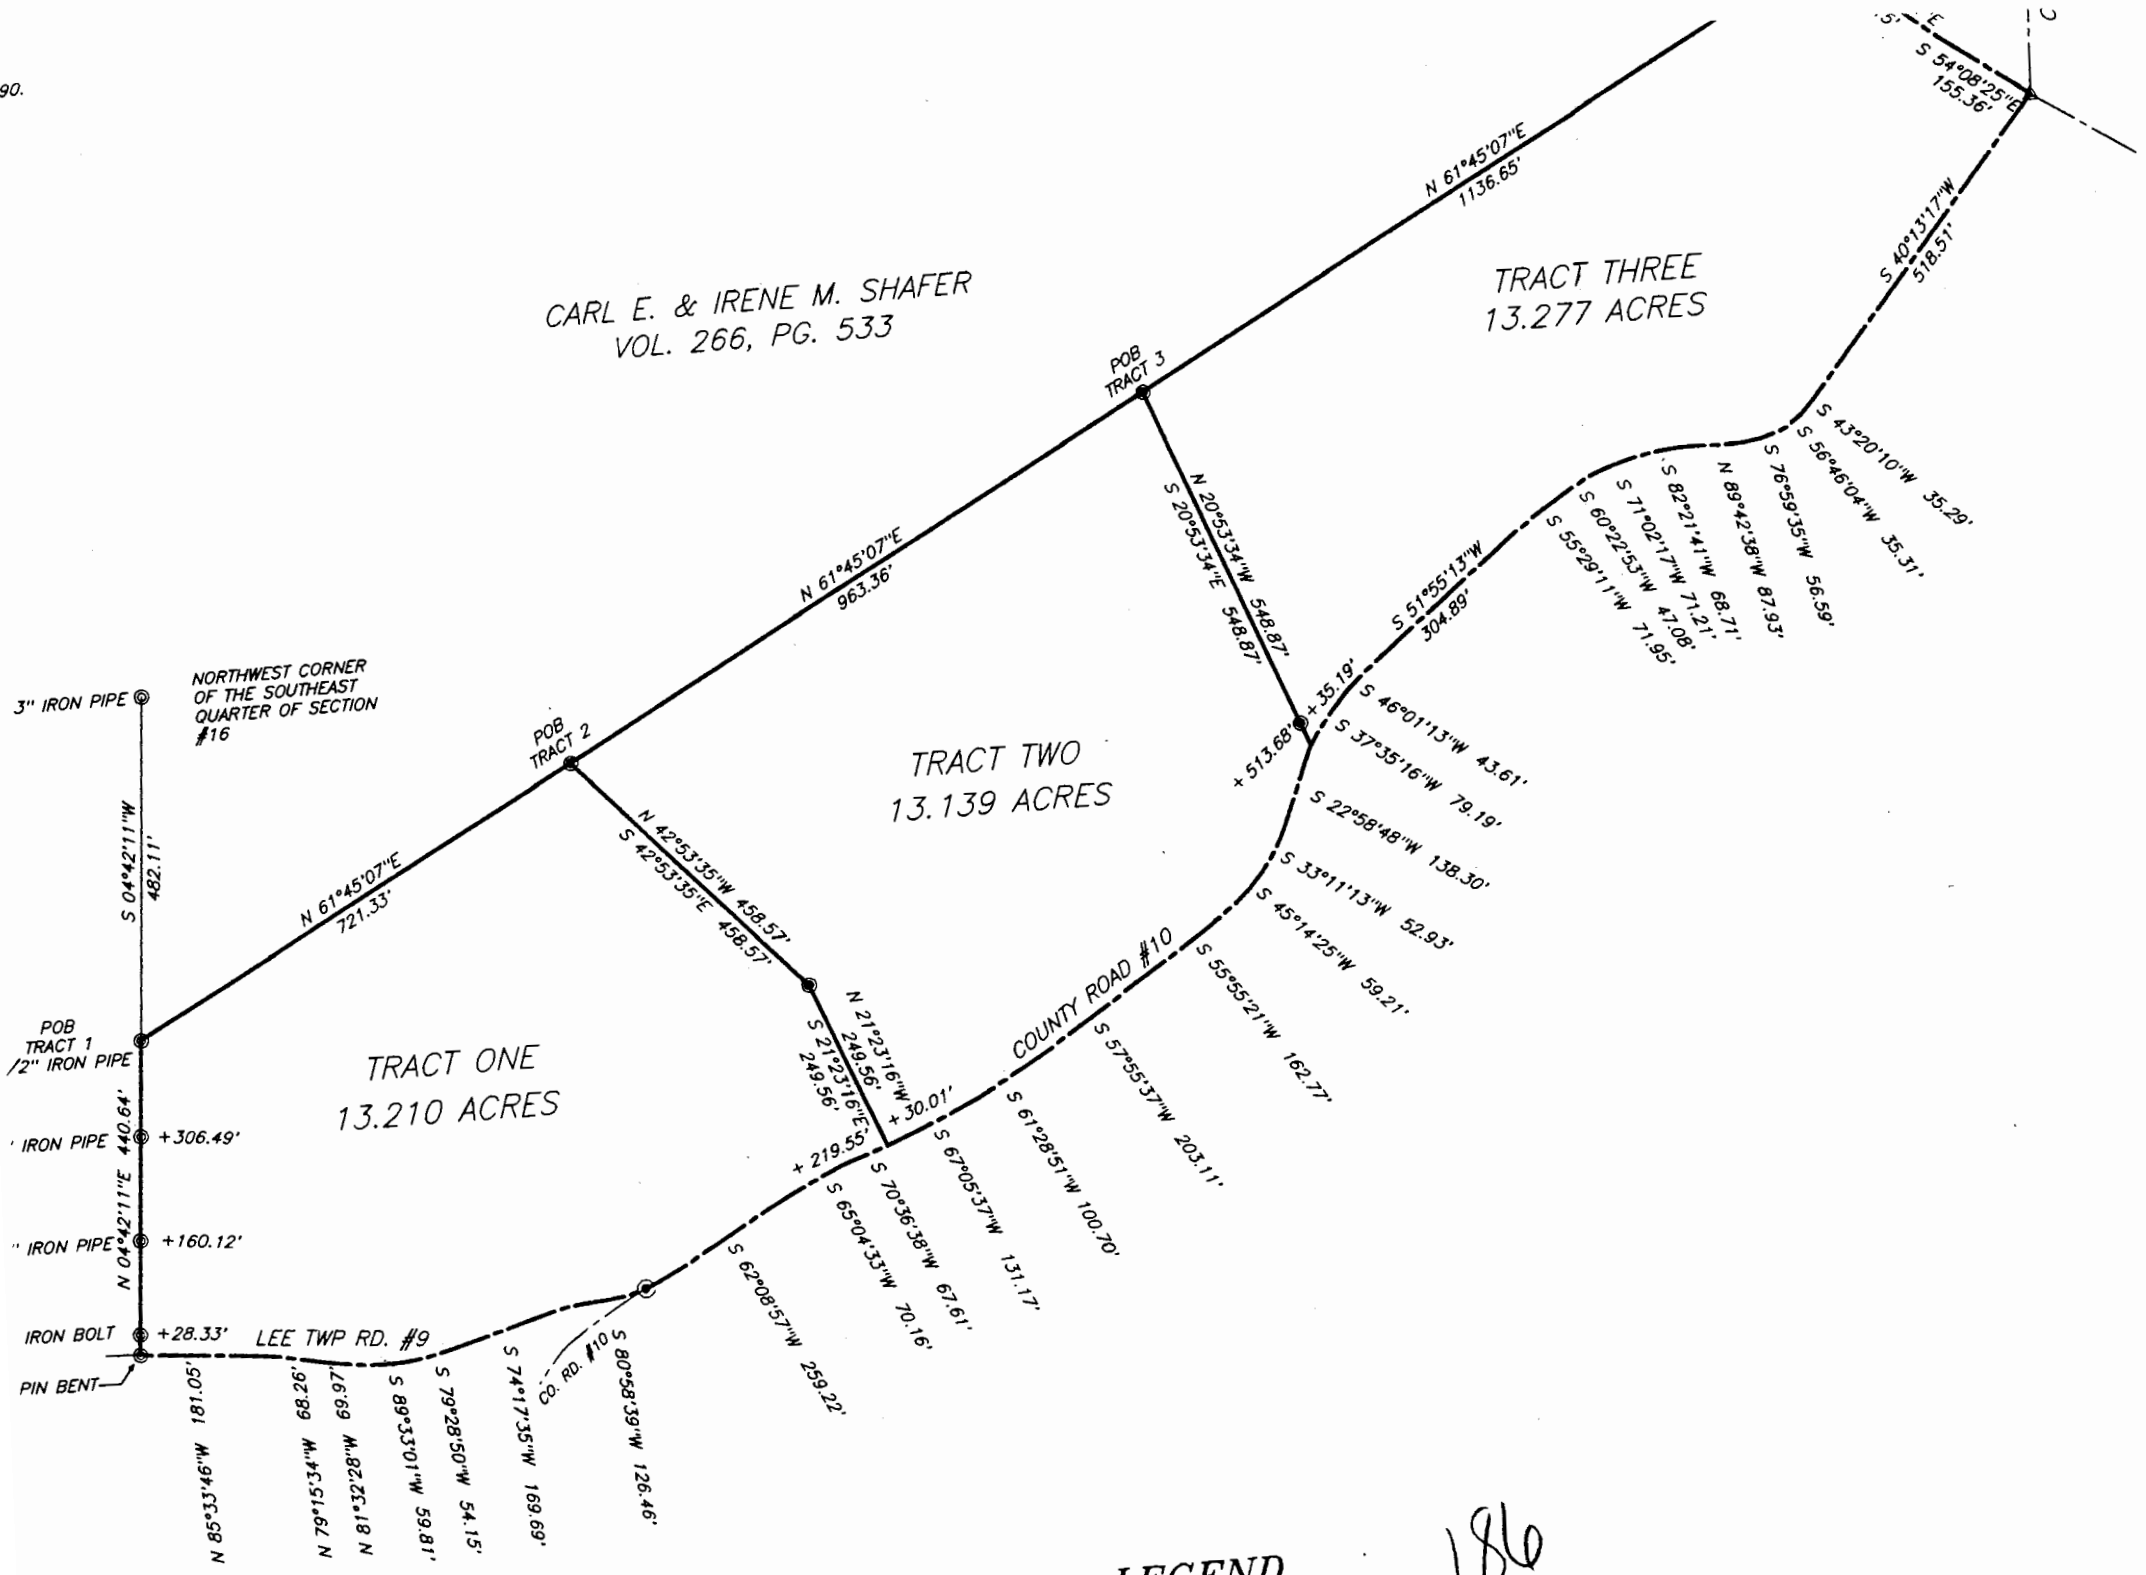 90.
'E
.5'
S 54°08'25"E
155.36'
N 61°45'07"E
1136.65'
S 40°13'17"W
518.51'
TRACT THREE
13.277 ACRES
CARL E. & IRENE M. SHAFER
VOL. 266, PG. 533
POB
TRACT 3
N 20°53'34"W 548.87'
S 20°53'34"E 548.87'
S 43°20'10"W 35.29'
S 56°46'04"W 35.31'
S 76°59'35"W 56.59'
N 89°42'38"W 87.93'
S 82°21'41"W 68.71'
S 71°02'17"W 71.21'
S 60°22'53"W 47.08'
S 55°29'11"W 71.95'
S 51°55'13"W
304.89'
N 61°45'07"E
963.36'
NORTHWEST CORNER
OF THE SOUTHEAST
QUARTER OF SECTION
#16
3" IRON PIPE
POB
TRACT 2
+35.19'
+513.68'
S 46°01'13"W 43.61'
S 37°35'16"W 79.19'
S 22°58'48"W 138.30'
S 33°11'13"W 52.93'
S 45°14'25"W 59.21'
S 55°55'21"W 162.77'
TRACT TWO
13.139 ACRES
S 04°42'11"W
482.11'
N 61°45'07"E
721.33'
N 42°53'35"W 458.57'
S 42°53'35"E 458.57'
COUNTY ROAD #10
S 57°55'37"W 203.11'
S 61°28'51"W 100.70'
S 67°05'37"W 131.17'
N 21°23'16"W
249.56'
S 21°23'16"E
249.56'
+30.01'
+219.55
POB
TRACT 1
/2" IRON PIPE
TRACT ONE
13.210 ACRES
N 04°42'11"E 440.64'
' IRON PIPE
+306.49'
" IRON PIPE
+160.12'
IRON BOLT
+28.33'
PIN BENT
LEE TWP RD. #9
CO. RD. #10
S 70°36'38"W 67.61'
S 65°04'33"W 70.16'
S 62°08'57"W 259.22'
S 80°58'39"W 126.46'
S 74°17'35"W 169.69'
S 79°28'50"W 54.15'
S 89°33'01"W 59.81'
N 81°32'28"W 69.97'
N 79°15'34"W 68.26'
N 85°33'46"W 181.05'
LEGEND
186